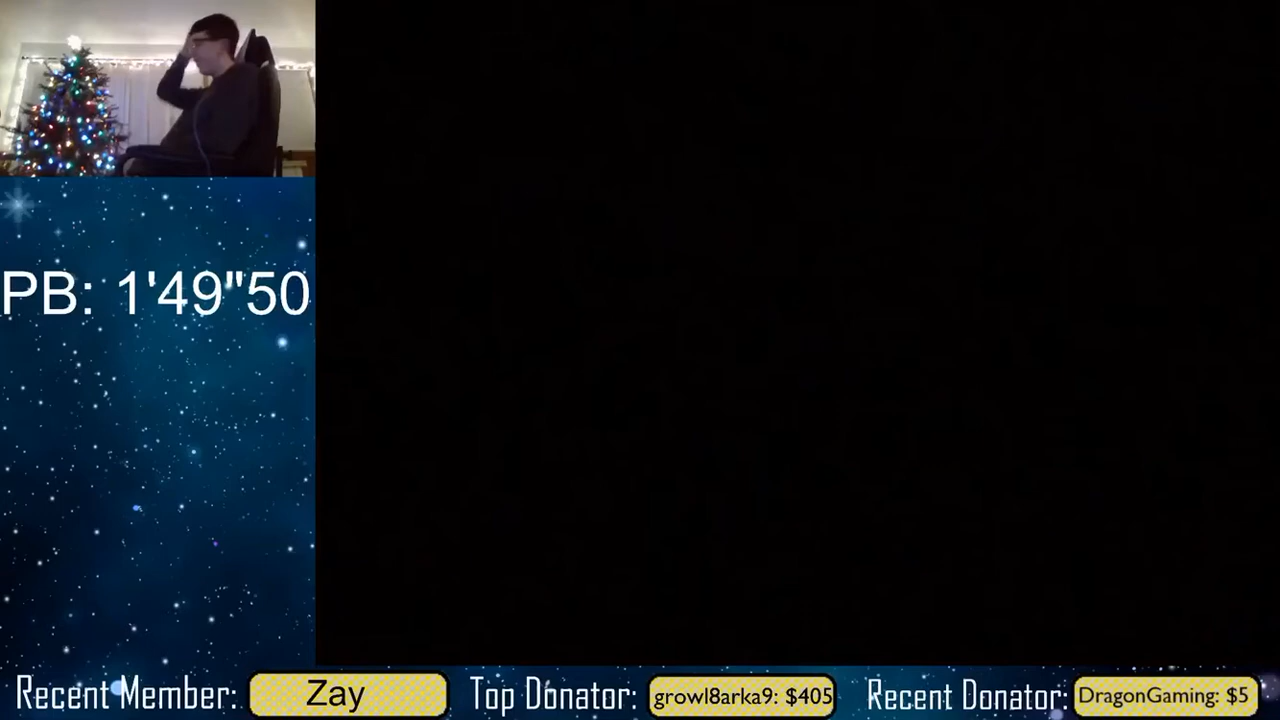 PB: 1'49"50
Recent Member: Zay
Top Donator: growl8arka9: $405
Recent Donator: DragonGaming: $5